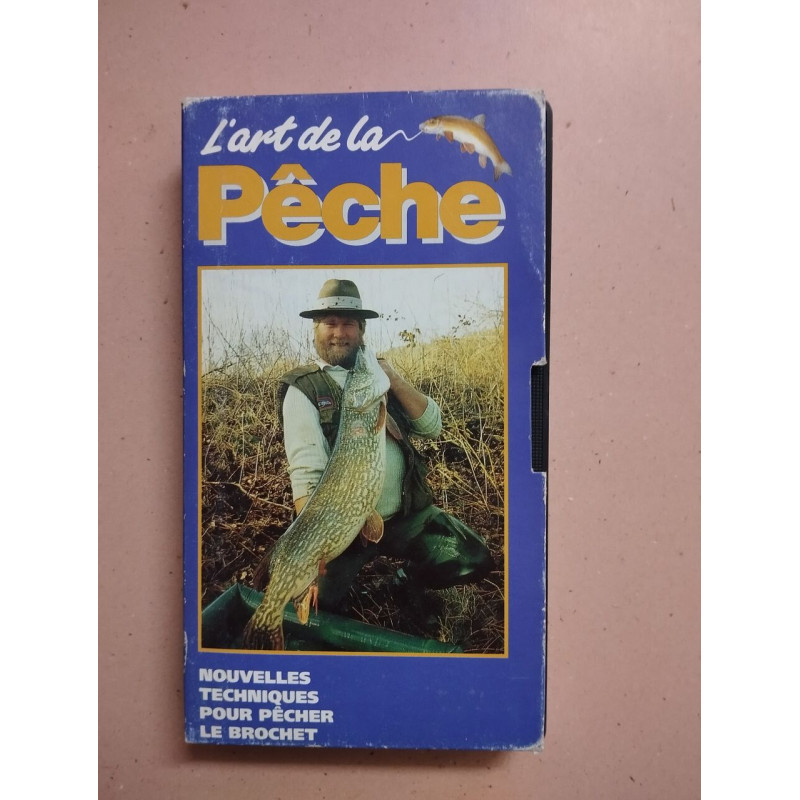 L'art de la
Pêche
NOUVELLES
TECHNIQUES
POUR PÊCHER
LE BROCHET